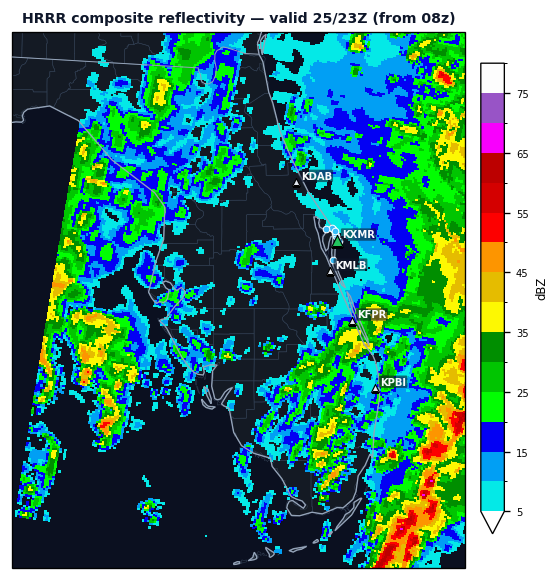 HRRR composite reflectivity — valid 25/23Z (from 08z)
KDAB
KXMR
KMLB
KFPR
KPBI
75
65
55
45
35
25
15
5
dBZ